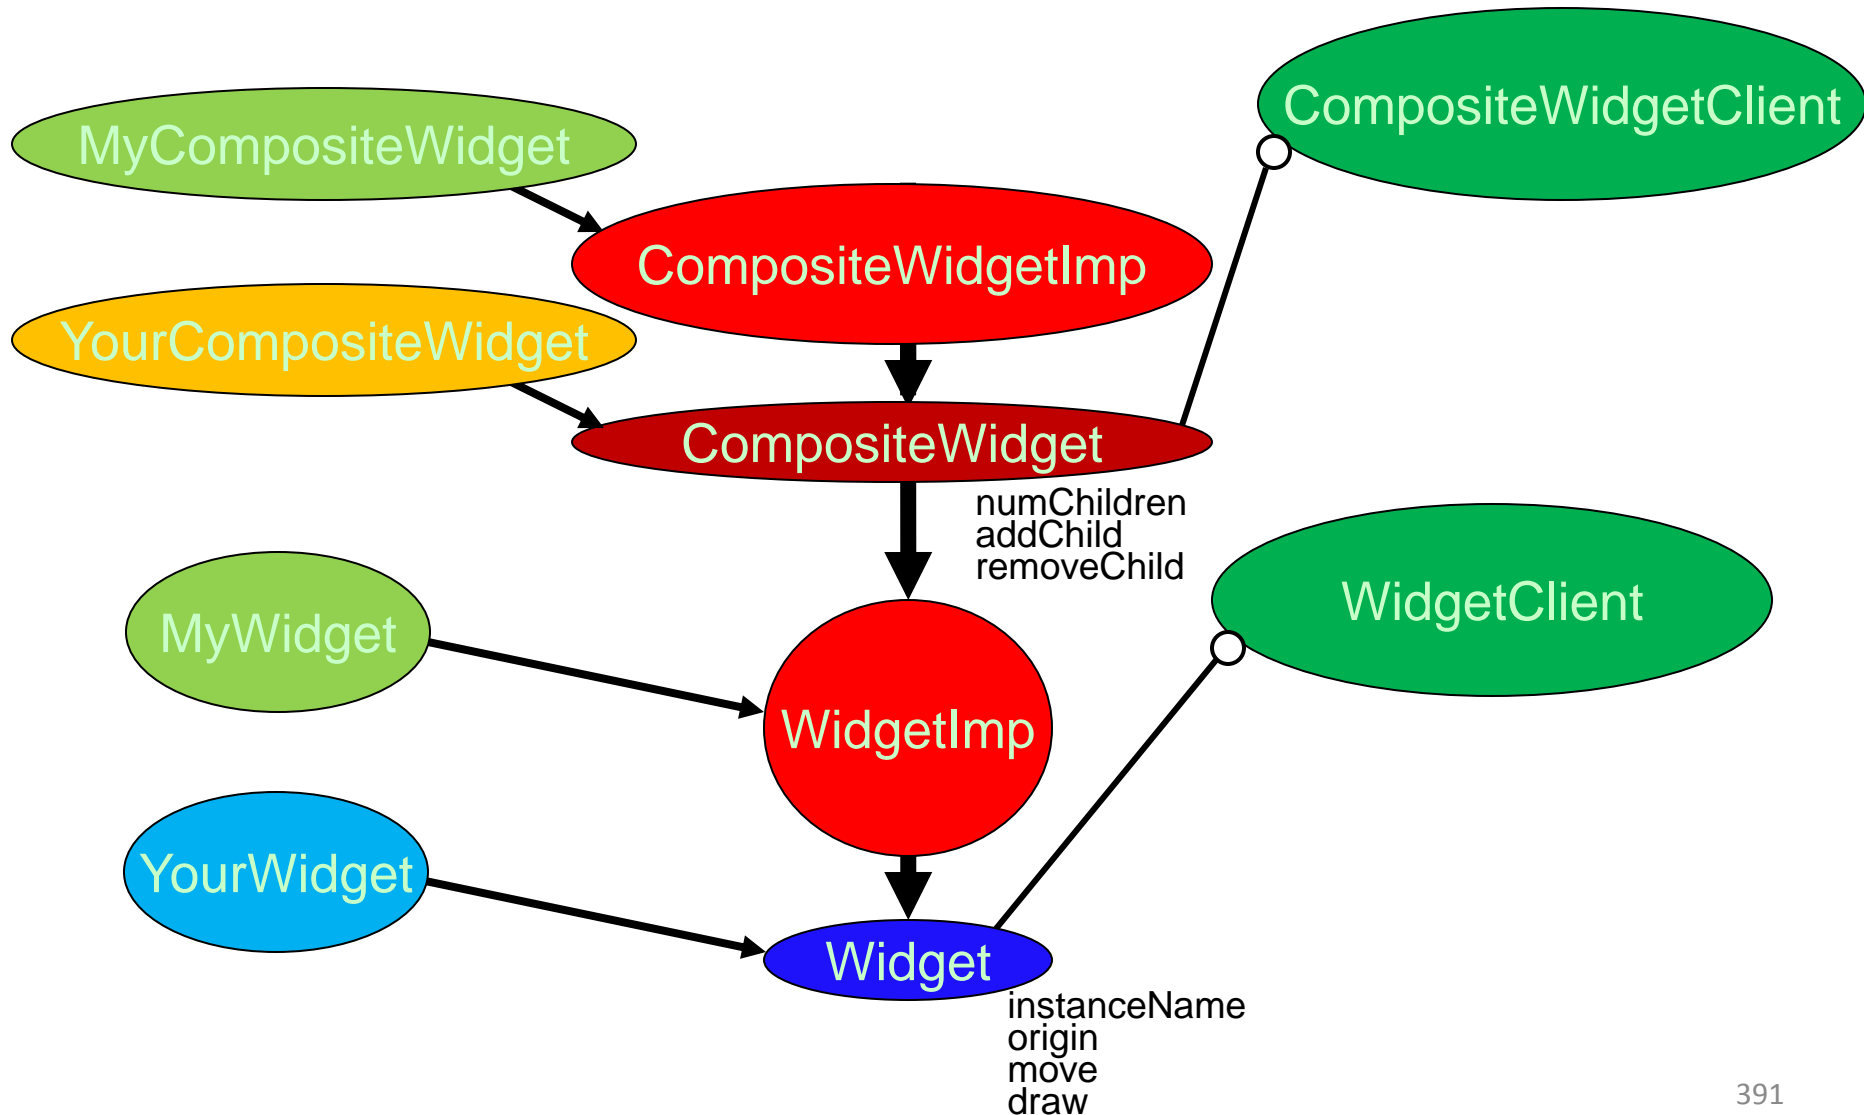 CompositeWidgetClient
MyCompositeWidget
CompositeWidgetImp
YourCompositeWidget
CompositeWidget
numChildren
addChild
removeChild
WidgetClient
MyWidget
WidgetImp
YourWidget
Widget
instanceName
origin
move
draw
391